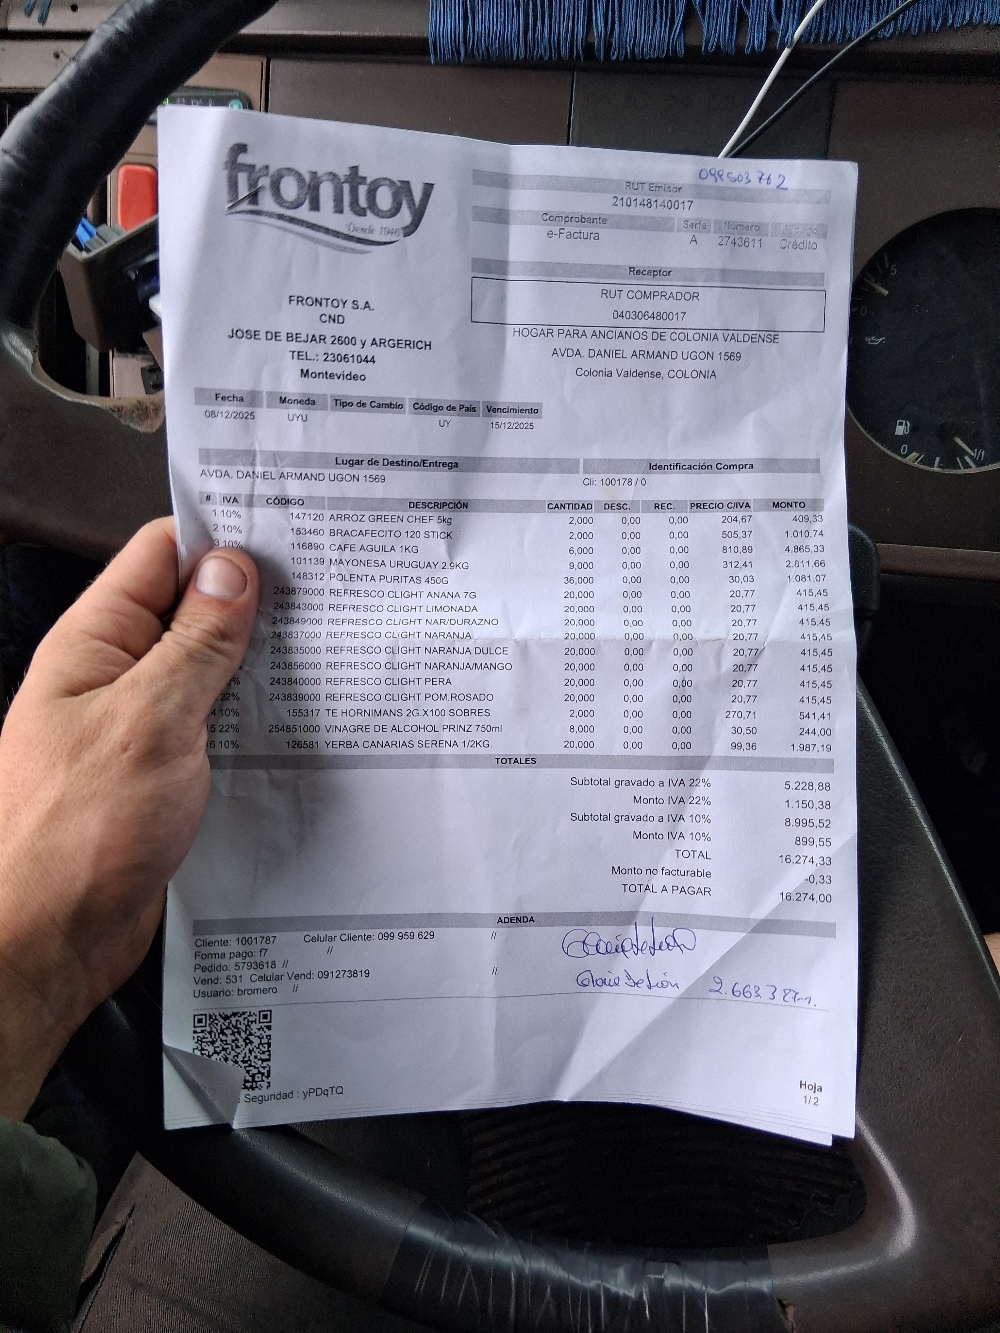 frontoy
Desde 1940
099503762
RUT Emisor
210148140017
Comprobante Serie Número
e-Factura A 2743611 Crédito
Receptor
RUT COMPRADOR
040306480017
HOGAR PARA ANCIANOS DE COLONIA VALDENSE
AVDA. DANIEL ARMAND UGON 1569
Colonia Valdense, COLONIA
FRONTOY S.A.
CND
JOSE DE BEJAR 2600 y ARGERICH
TEL.: 23061044
Montevideo
Fecha Moneda Tipo de Cambio Código de País Vencimiento
08/12/2025 UYU UY 15/12/2025
Lugar de Destino/Entrega Identificación Compra
AVDA. DANIEL ARMAND UGON 1569 Cli: 100178 / 0
# IVA CÓDIGO DESCRIPCIÓN CANTIDAD DESC. REC. PRECIO C/IVA MONTO
1 10% 147120 ARROZ GREEN CHEF 5kg 2,000 0,00 0,00 204,67 409,33
2 10% 153460 BRACAFECITO 120 STICK 2,000 0,00 0,00 505,37 1.010,74
3 10% 116890 CAFE AGUILA 1KG 6,000 0,00 0,00 810,89 4.865,33
101139 MAYONESA URUGUAY 2.9KG 9,000 0,00 0,00 312,41 2.811,66
148312 POLENTA PURITAS 450G 36,000 0,00 0,00 30,03 1.081,07
243879000 REFRESCO CLIGHT ANANA 7G 20,000 0,00 0,00 20,77 415,45
243843000 REFRESCO CLIGHT LIMONADA 20,000 0,00 0,00 20,77 415,45
243849000 REFRESCO CLIGHT NAR/DURAZNO 20,000 0,00 0,00 20,77 415,45
243837000 REFRESCO CLIGHT NARANJA 20,000 0,00 0,00 20,77 415,45
243835000 REFRESCO CLIGHT NARANJA DULCE 20,000 0,00 0,00 20,77 415,45
243856000 REFRESCO CLIGHT NARANJA/MANGO 20,000 0,00 0,00 20,77 415,45
% 243840000 REFRESCO CLIGHT PERA 20,000 0,00 0,00 20,77 415,45
22% 243839000 REFRESCO CLIGHT POM.ROSADO 20,000 0,00 0,00 20,77 415,45
4 10% 155317 TE HORNIMANS 2G.X100 SOBRES 2,000 0,00 0,00 270,71 541,41
5 22% 254851000 VINAGRE DE ALCOHOL PRINZ 750ml 8,000 0,00 0,00 30,50 244,00
6 10% 126581 YERBA CANARIAS SERENA 1/2KG. 20,000 0,00 0,00 99,36 1.987,19
TOTALES
Subtotal gravado a IVA 22% 5.228,88
Monto IVA 22% 1.150,38
Subtotal gravado a IVA 10% 8.995,52
Monto IVA 10% 899,55
TOTAL 16.274,33
Monto no facturable -0,33
TOTAL A PAGAR 16.274,00
ADENDA
Cliente: 1001787 Celular Cliente: 099 959 629 //
Forma pago: f7 //
Pedido: 5793618 //
Vend: 531 Celular Vend: 091273819 //
Usuario: bromero //
Seguridad : yPDqTQ
Hoja
1/2
5
0
0
1/1